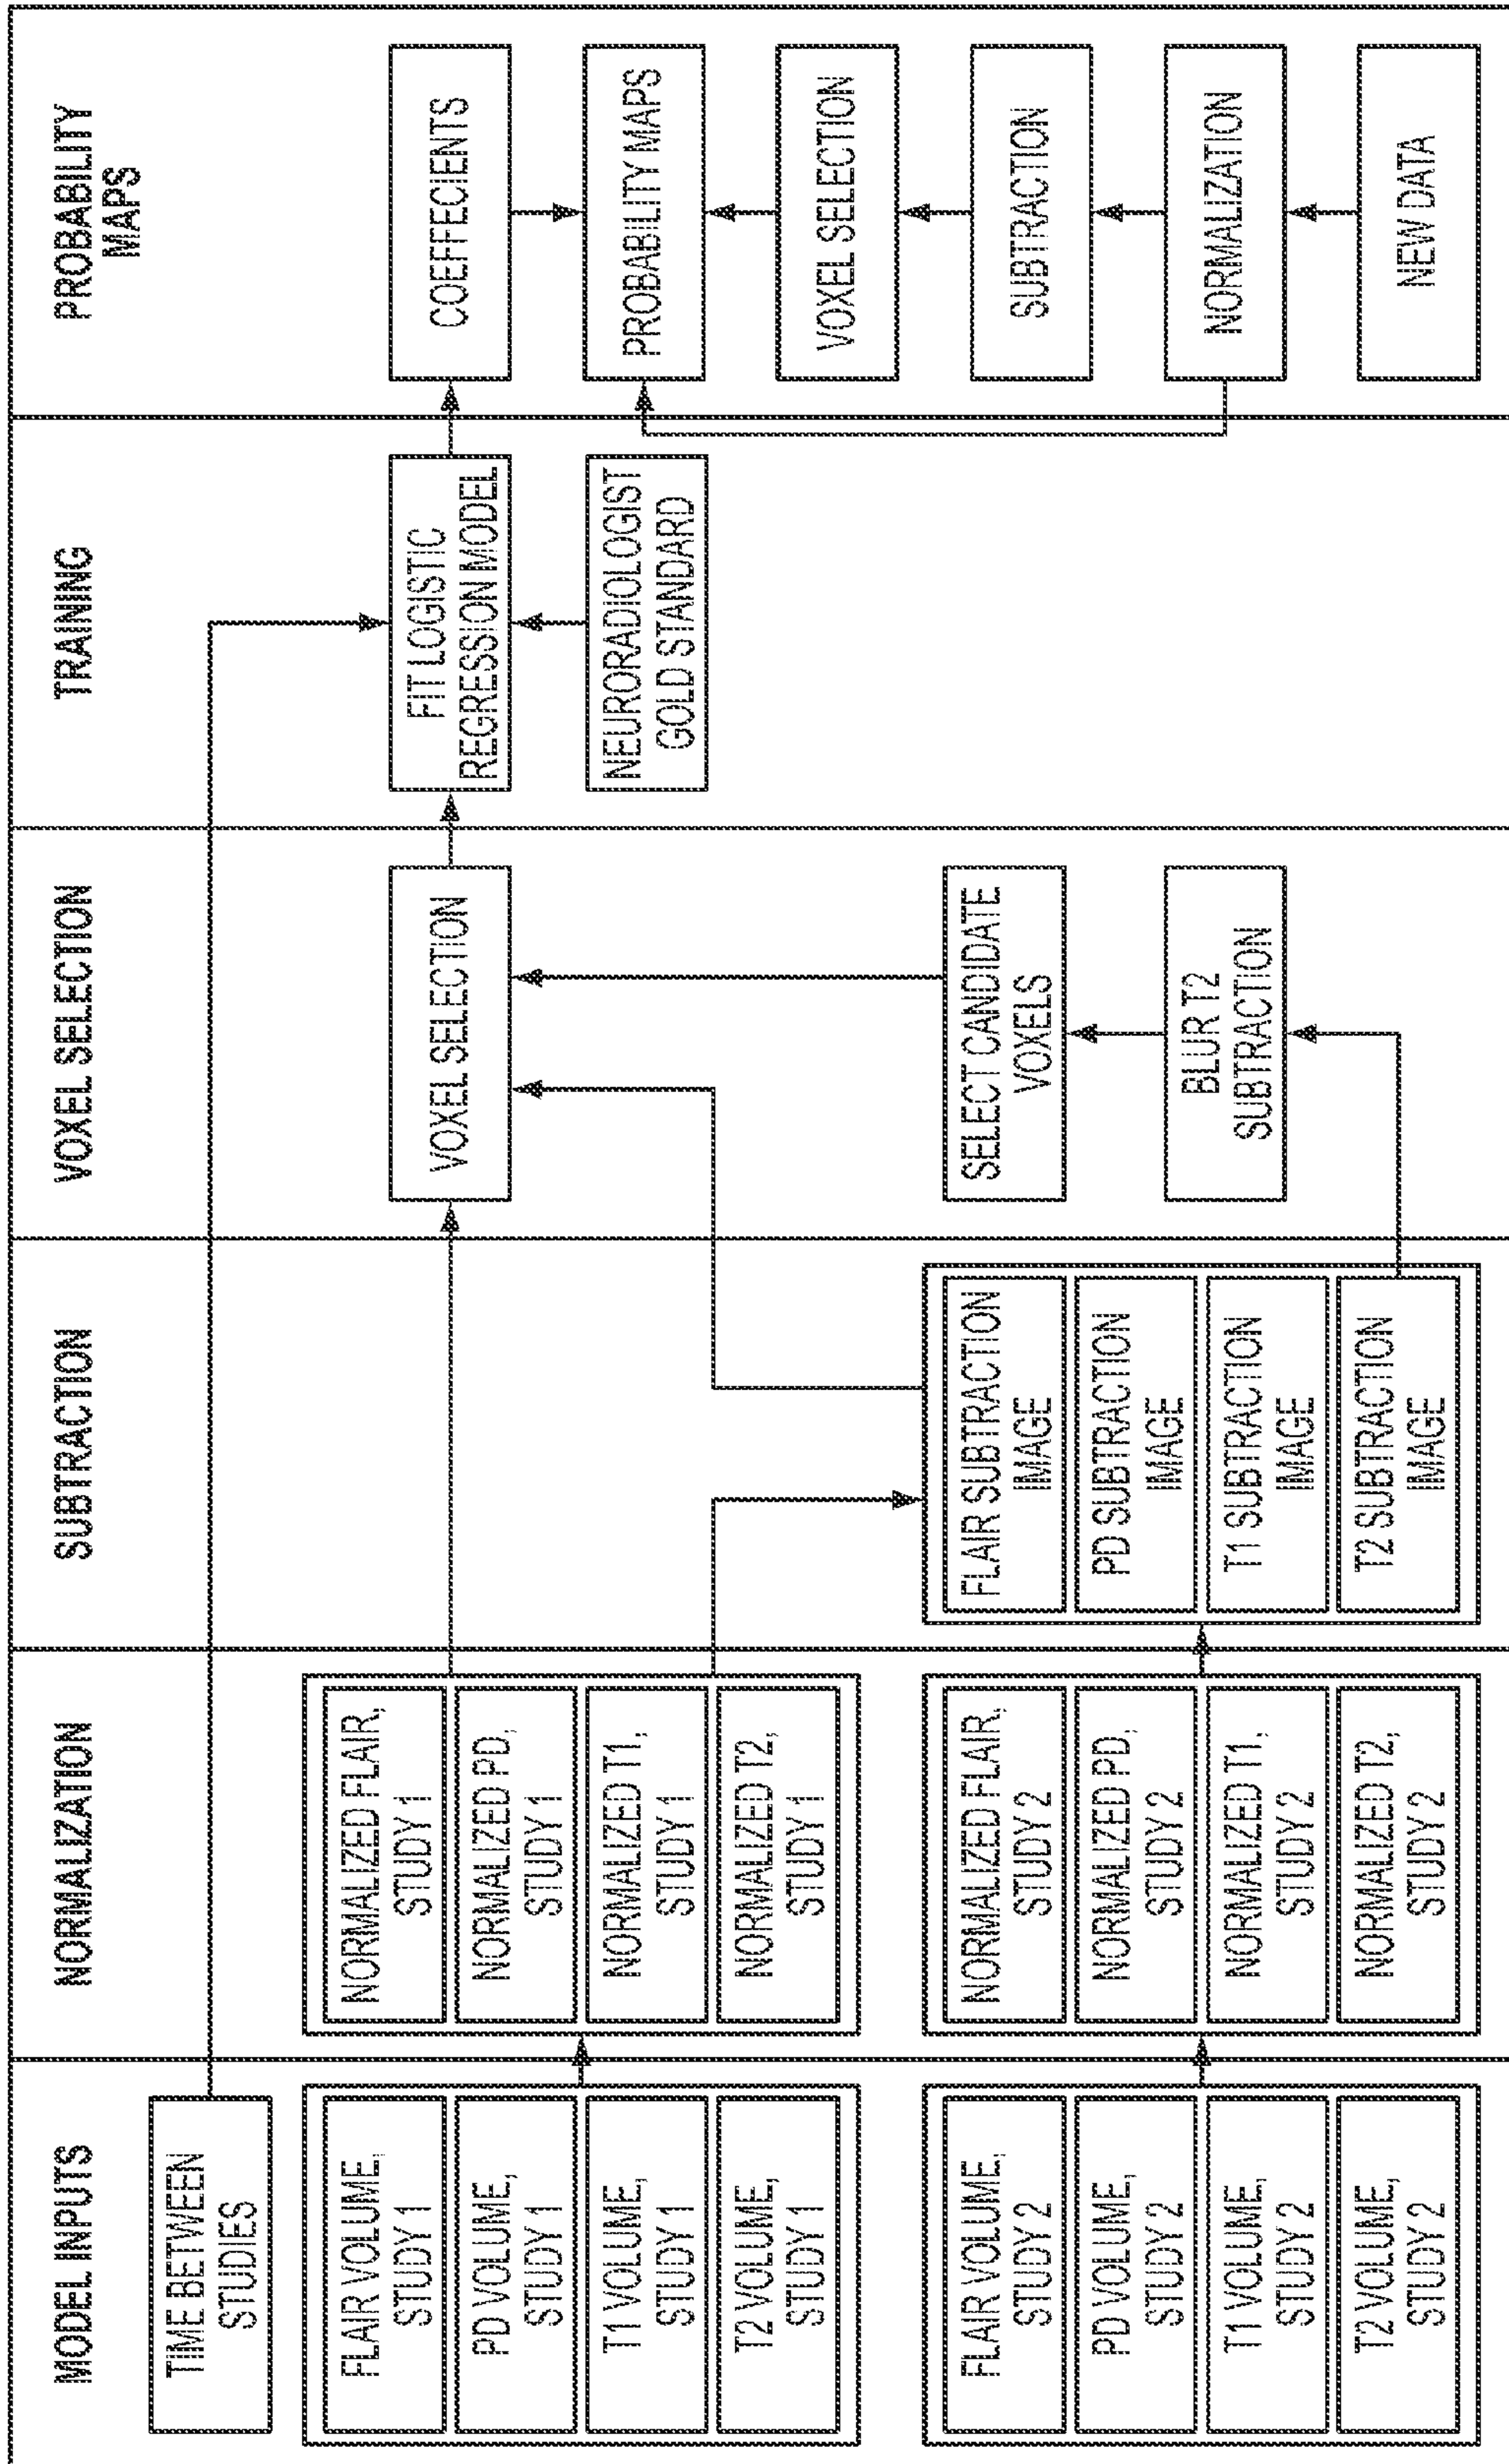 MODEL INPUTS
TIME BETWEEN
STUDIES
FLAIR VOLUME,
STUDY 1
PD VOLUME,
STUDY 1
T1 VOLUME,
STUDY 1
T2 VOLUME,
STUDY 1
FLAIR VOLUME,
STUDY 2
PD VOLUME,
STUDY 2
T1 VOLUME,
STUDY 2
T2 VOLUME,
STUDY 2
NORMALIZATION
NORMALIZED FLAIR,
STUDY 1
NORMALIZED PD,
STUDY 1
NORMALIZED T1,
STUDY 1
NORMALIZED T2,
STUDY 1
NORMALIZED FLAIR,
STUDY 2
NORMALIZED PD,
STUDY 2
NORMALIZED T1,
STUDY 2
NORMALIZED T2,
STUDY 2
SUBTRACTION
FLAIR SUBTRACTION
IMAGE
PD SUBTRACTION
IMAGE
T1 SUBTRACTION
IMAGE
T2 SUBTRACTION
IMAGE
VOXEL SELECTION
VOXEL SELECTION
SELECT CANDIDATE
VOXELS
BLUR T2
SUBTRACTION
TRAINING
FIT LOGISTIC
REGRESSION MODEL
NEURORADIOLOGIST
GOLD STANDARD
PROBABILITY
MAPS
COEFFECIENTS
PROBABILITY MAPS
VOXEL SELECTION
SUBTRACTION
NORMALIZATION
NEW DATA